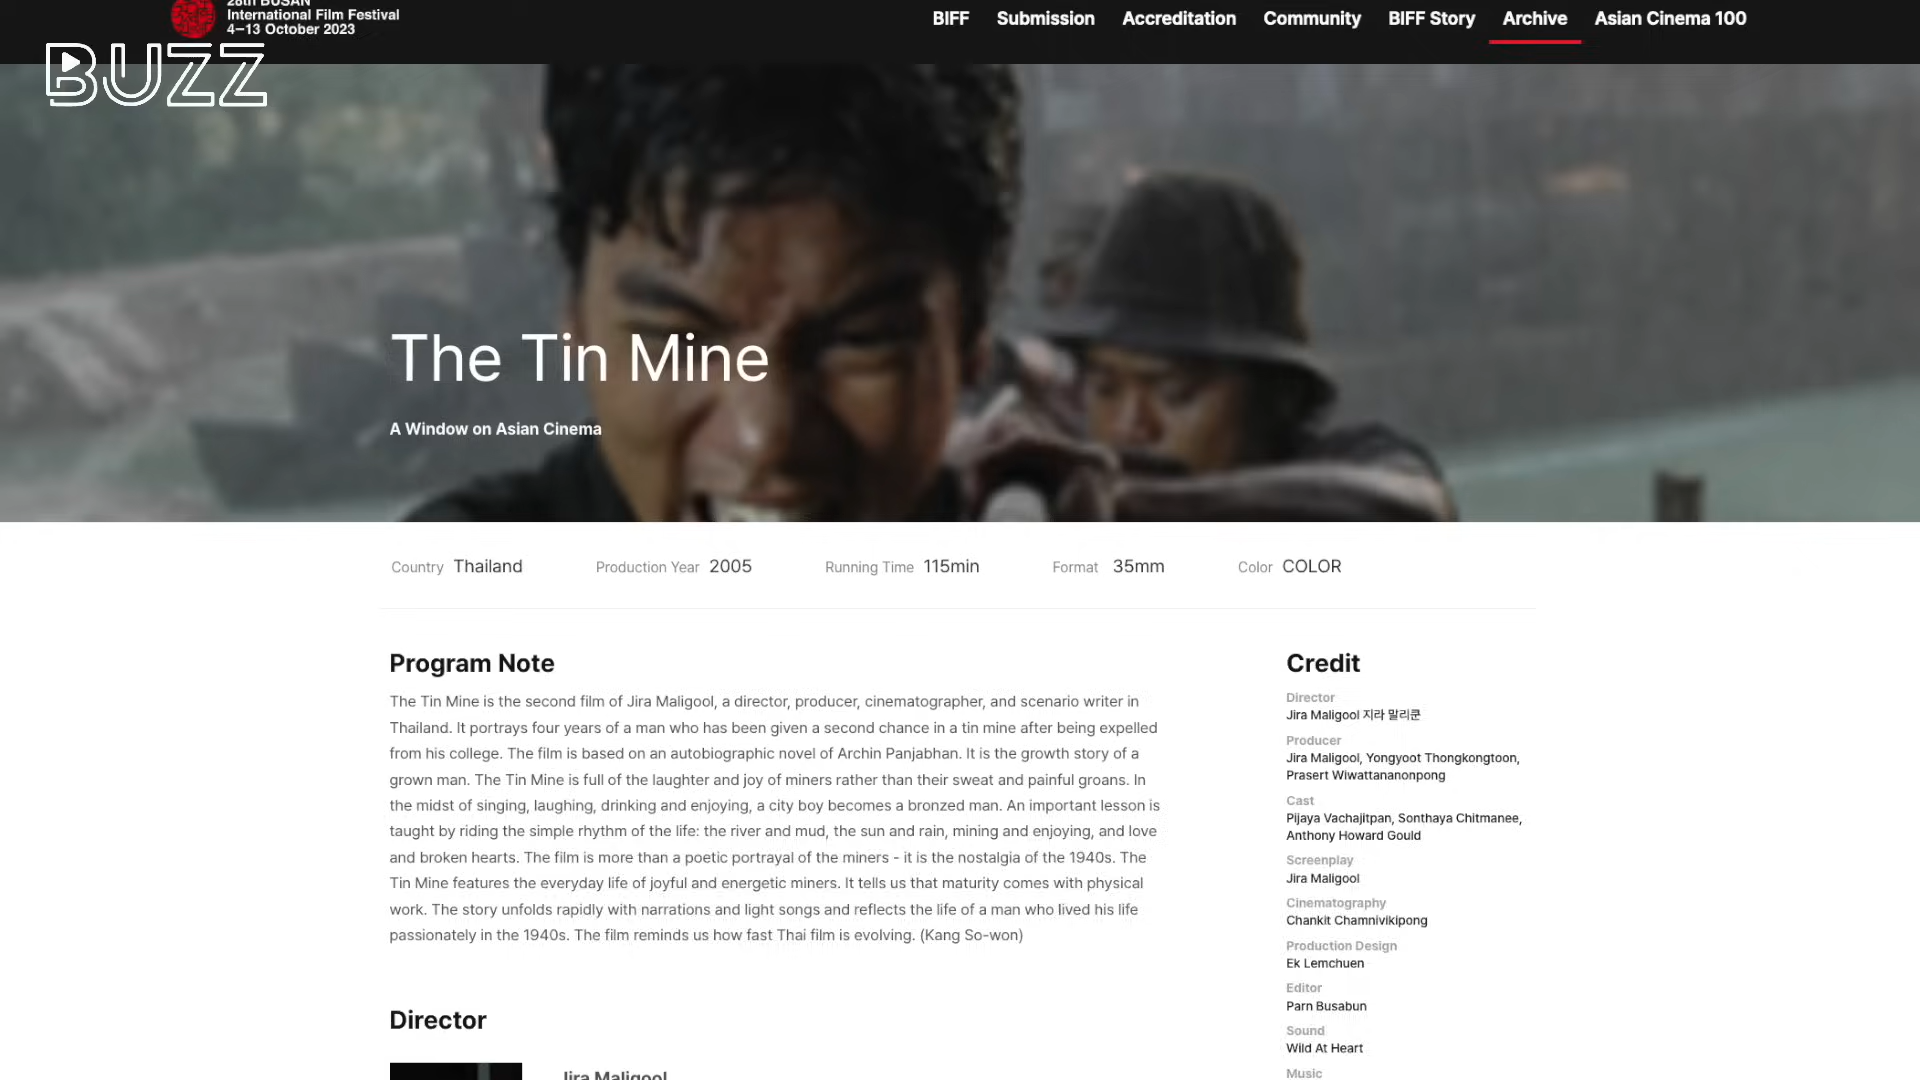 28th BUSAN
International Film Festival
4–13 October 2023
BIFF Submission Accreditation Community BIFF Story Archive Asian Cinema 100
BUZZ
The Tin Mine
A Window on Asian Cinema
Country Thailand Production Year 2005 Running Time 115min Format 35mm Color COLOR
Program Note
The Tin Mine is the second film of Jira Maligool, a director, producer, cinematographer, and scenario writer in
Thailand. It portrays four years of a man who has been given a second chance in a tin mine after being expelled
from his college. The film is based on an autobiographic novel of Archin Panjabhan. It is the growth story of a
grown man. The Tin Mine is full of the laughter and joy of miners rather than their sweat and painful groans. In
the midst of singing, laughing, drinking and enjoying, a city boy becomes a bronzed man. An important lesson is
taught by riding the simple rhythm of the life: the river and mud, the sun and rain, mining and enjoying, and love
and broken hearts. The film is more than a poetic portrayal of the miners - it is the nostalgia of the 1940s. The
Tin Mine features the everyday life of joyful and energetic miners. It tells us that maturity comes with physical
work. The story unfolds rapidly with narrations and light songs and reflects the life of a man who lived his life
passionately in the 1940s. The film reminds us how fast Thai film is evolving. (Kang So-won)
Director
Jira Maligool
Credit
Director
Jira Maligool 지라 말리쿤
Producer
Jira Maligool, Yongyoot Thongkongtoon,
Prasert Wiwattananonpong
Cast
Pijaya Vachajitpan, Sonthaya Chitmanee,
Anthony Howard Gould
Screenplay
Jira Maligool
Cinematography
Chankit Chamnivikipong
Production Design
Ek Lemchuen
Editor
Parn Busabun
Sound
Wild At Heart
Music